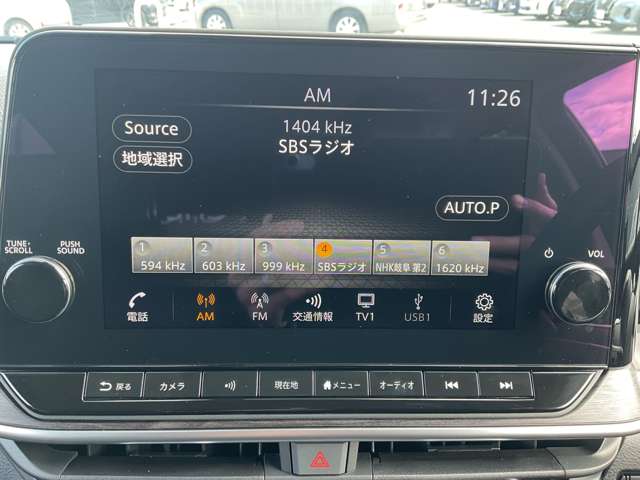 AM
11:26
Source
1404 kHz
SBSラジオ
地域選択
AUTO.P
TUNE・
SCROLL
PUSH
SOUND
VOL
1
594 kHz
2
603 kHz
3
999 kHz
4
SBSラジオ
5
NHK岐阜 第2
6
1620 kHz
電話
AM
FM
交通情報
TV1
USB1
設定
戻る
カメラ
現在地
メニュー
オーディオ